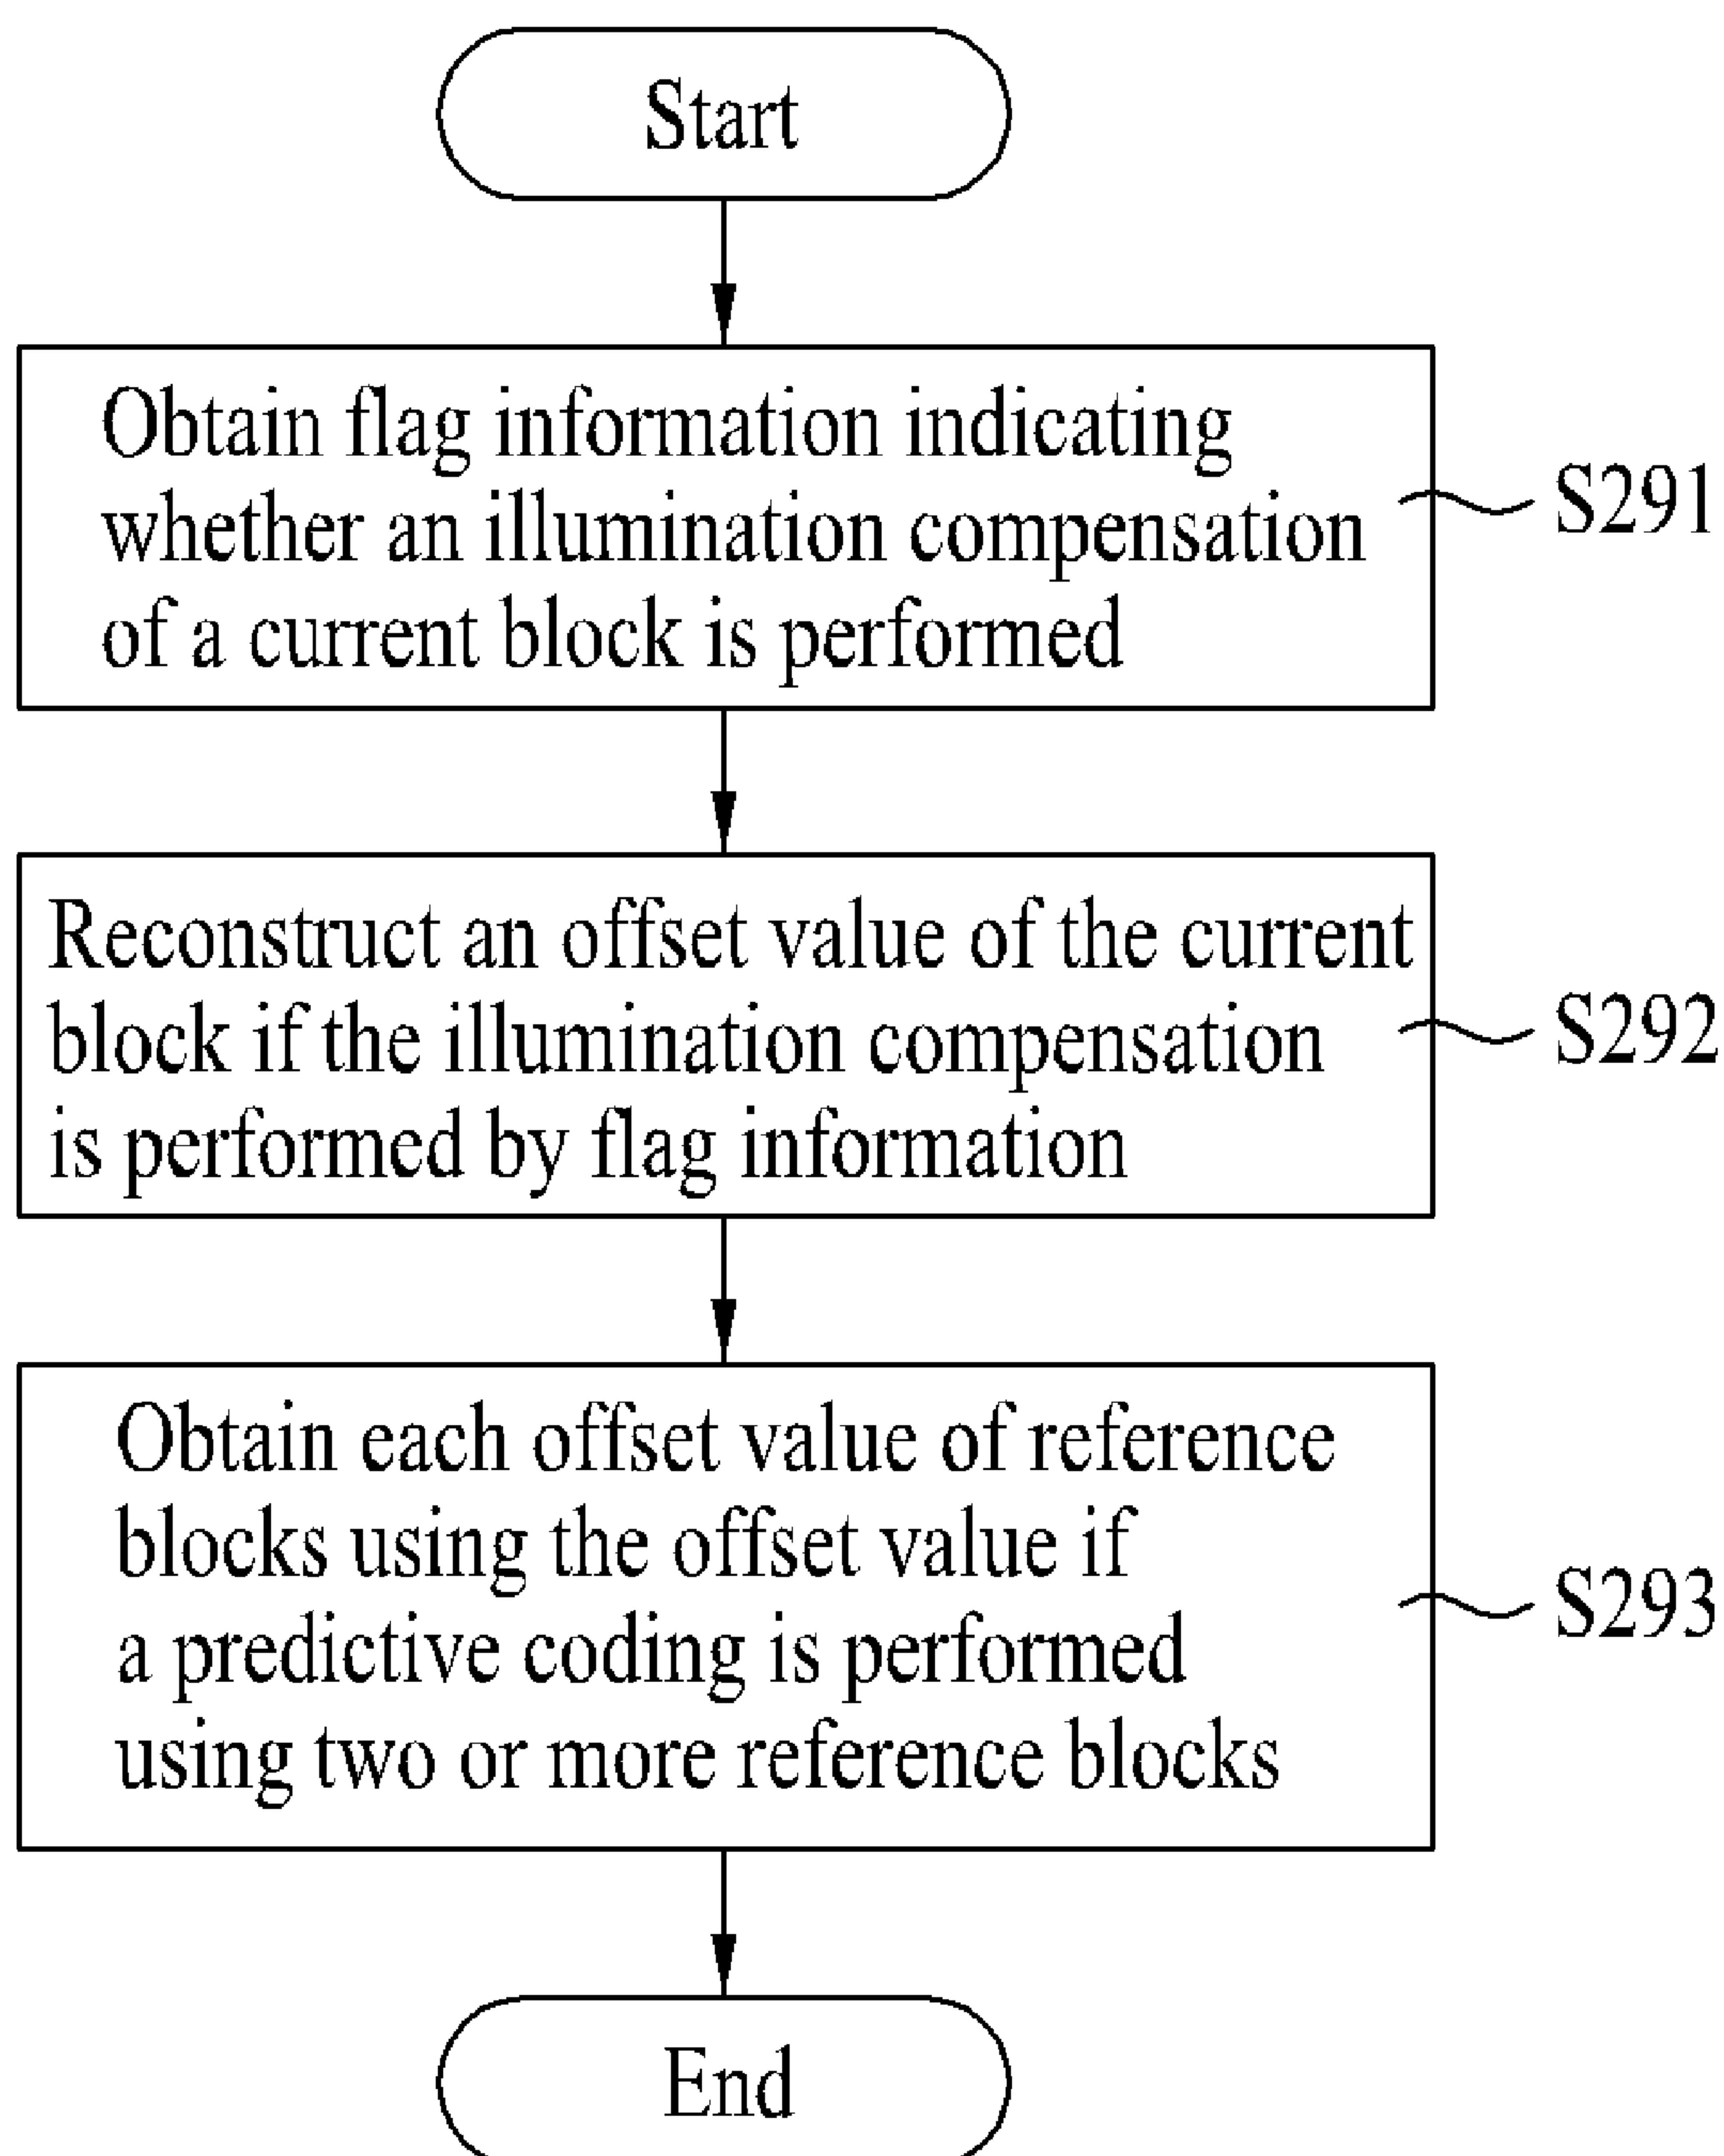 Start
Obtain flag information indicating
whether an illumination compensation
of a current block is performed
S291
Reconstruct an offset value of the current
block if the illumination compensation
is performed by flag information
S292
Obtain each offset value of reference
blocks using the offset value if
a predictive coding is performed
using two or more reference blocks
S293
End